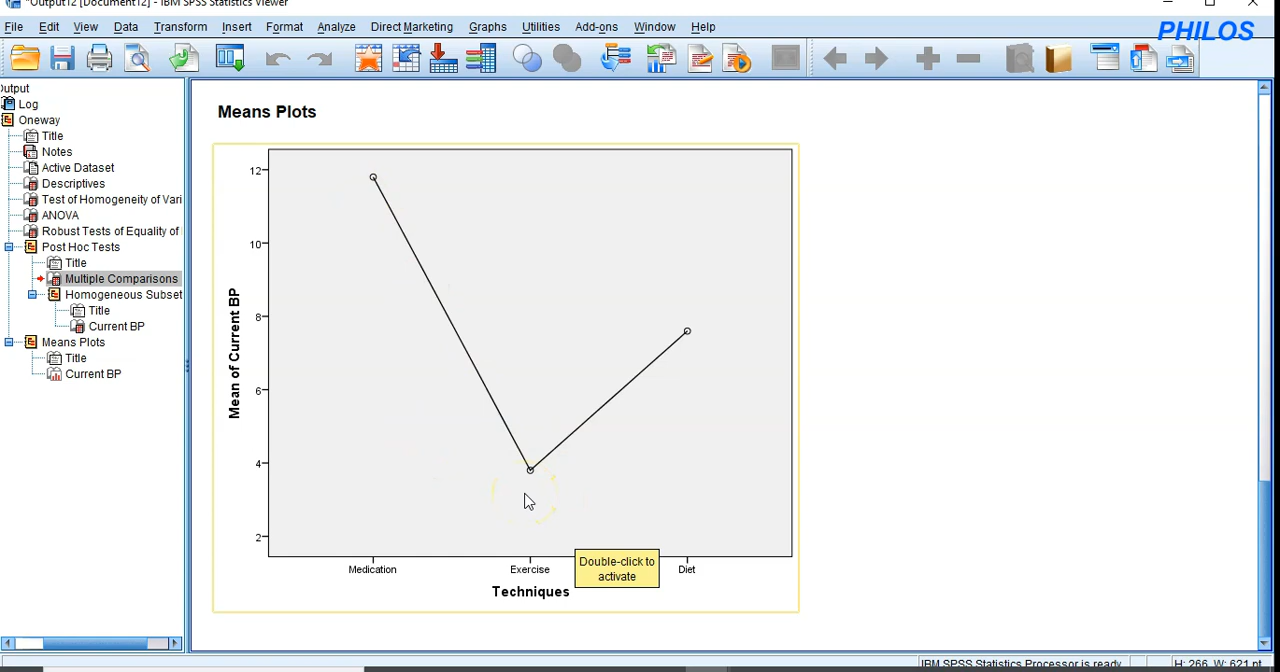 *Output12 [Document12] - IBM SPSS Statistics Viewer
File Edit View Data Transform Insert Format Analyze Direct Marketing Graphs Utilities Add-ons Window Help
PHILOS
utput
Log
Oneway
Title
Notes
Active Dataset
Descriptives
Test of Homogeneity of Vari
ANOVA
Robust Tests of Equality of
Post Hoc Tests
Title
Multiple Comparisons
Homogeneous Subset
Title
Current BP
Means Plots
Title
Current BP
Means Plots
12
10
8
6
4
2
Mean of Current BP
Medication Exercise Diet
Techniques
Double-click to
activate
IBM SPSS Statistics Processor is ready
H: 266, W: 621 pt